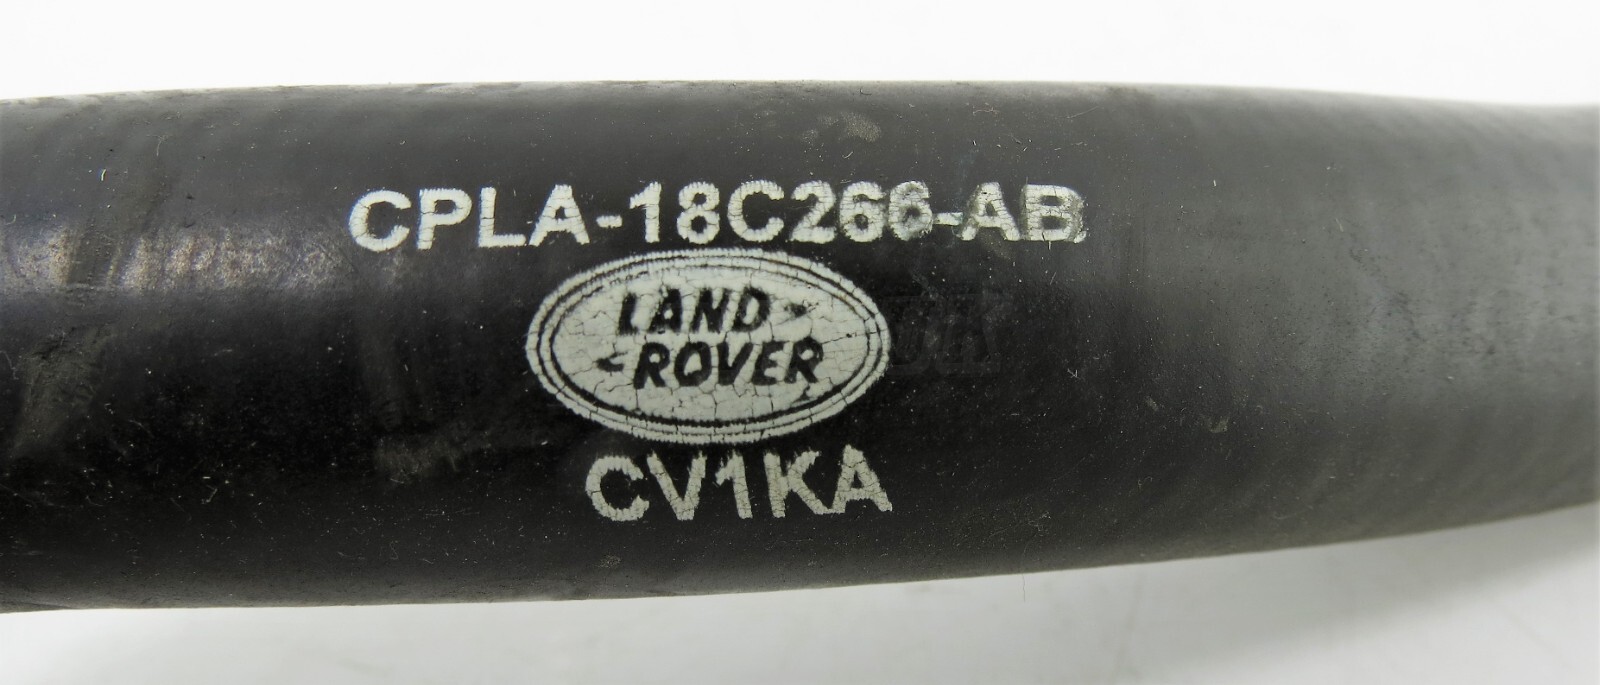 CPLA-18C266-AB
LAND
ROVER
CV1KA